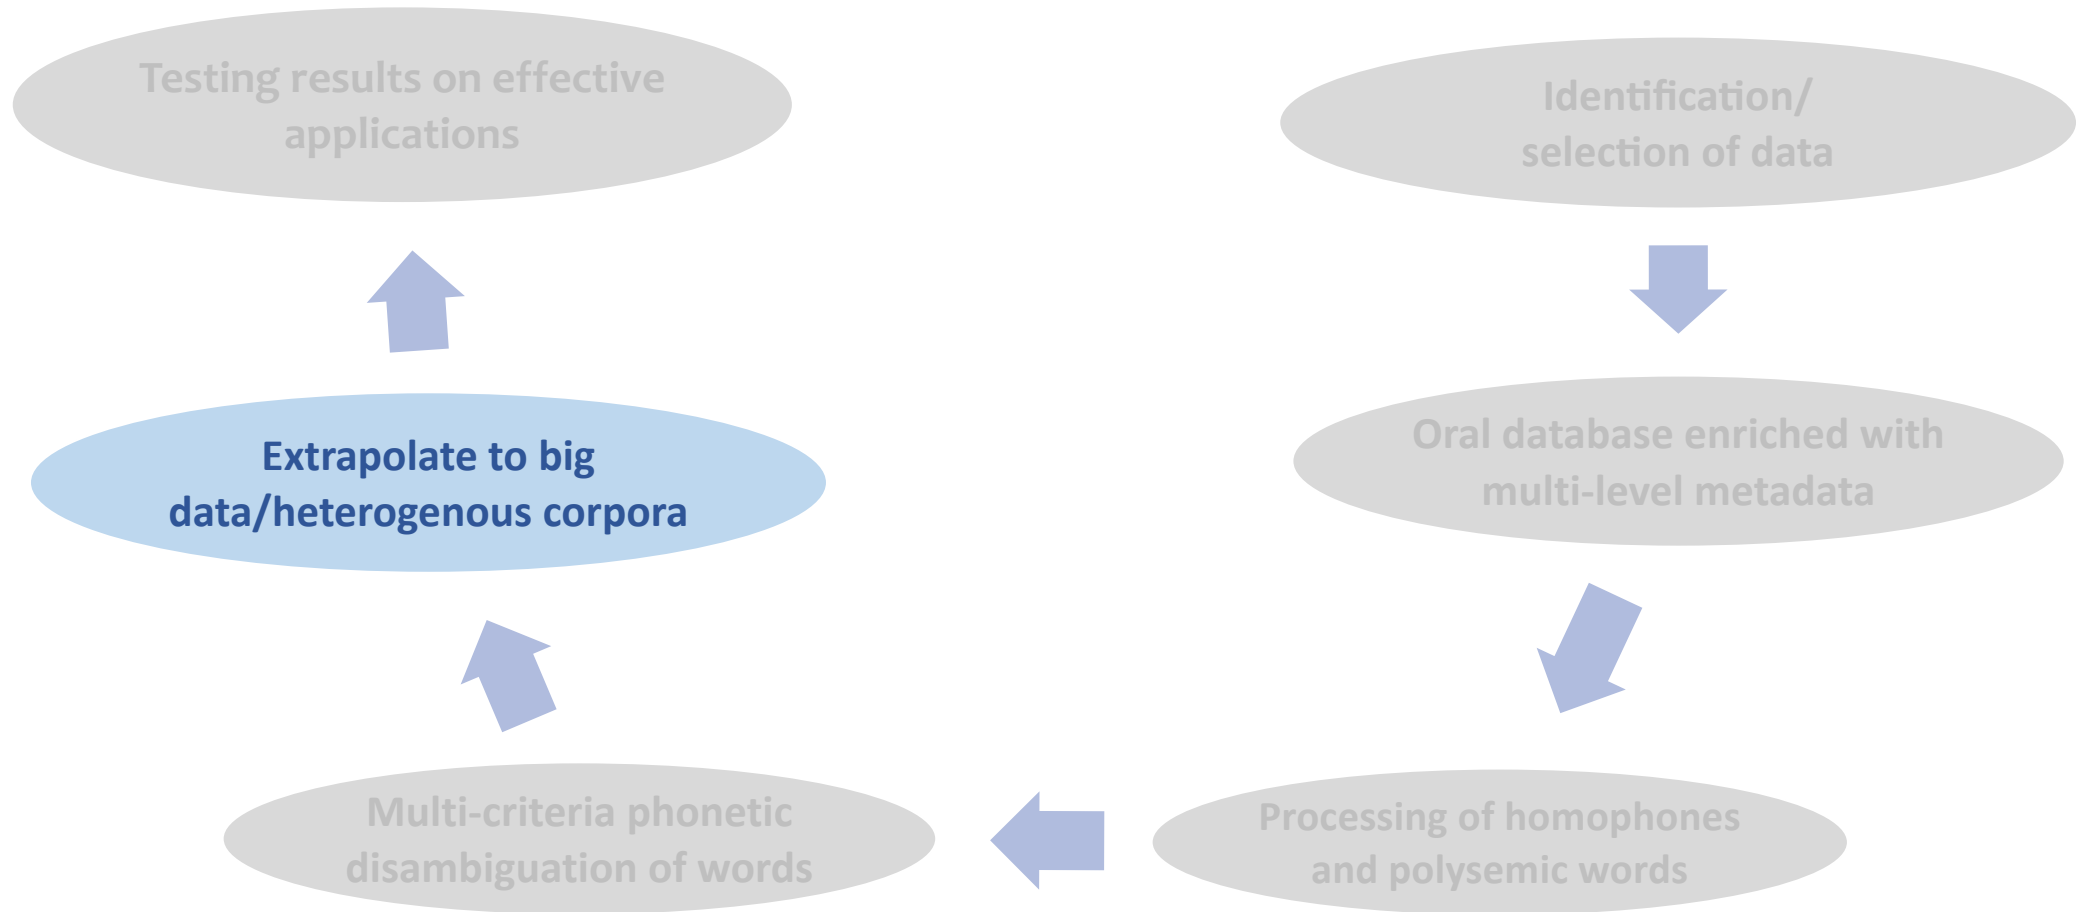 Testing results on effective
applications
Identification/
selection of data
Extrapolate to big
data/heterogenous corpora
Oral database enriched with
multi-level metadata
Multi-criteria phonetic
disambiguation of words
Processing of homophones
and polysemic words